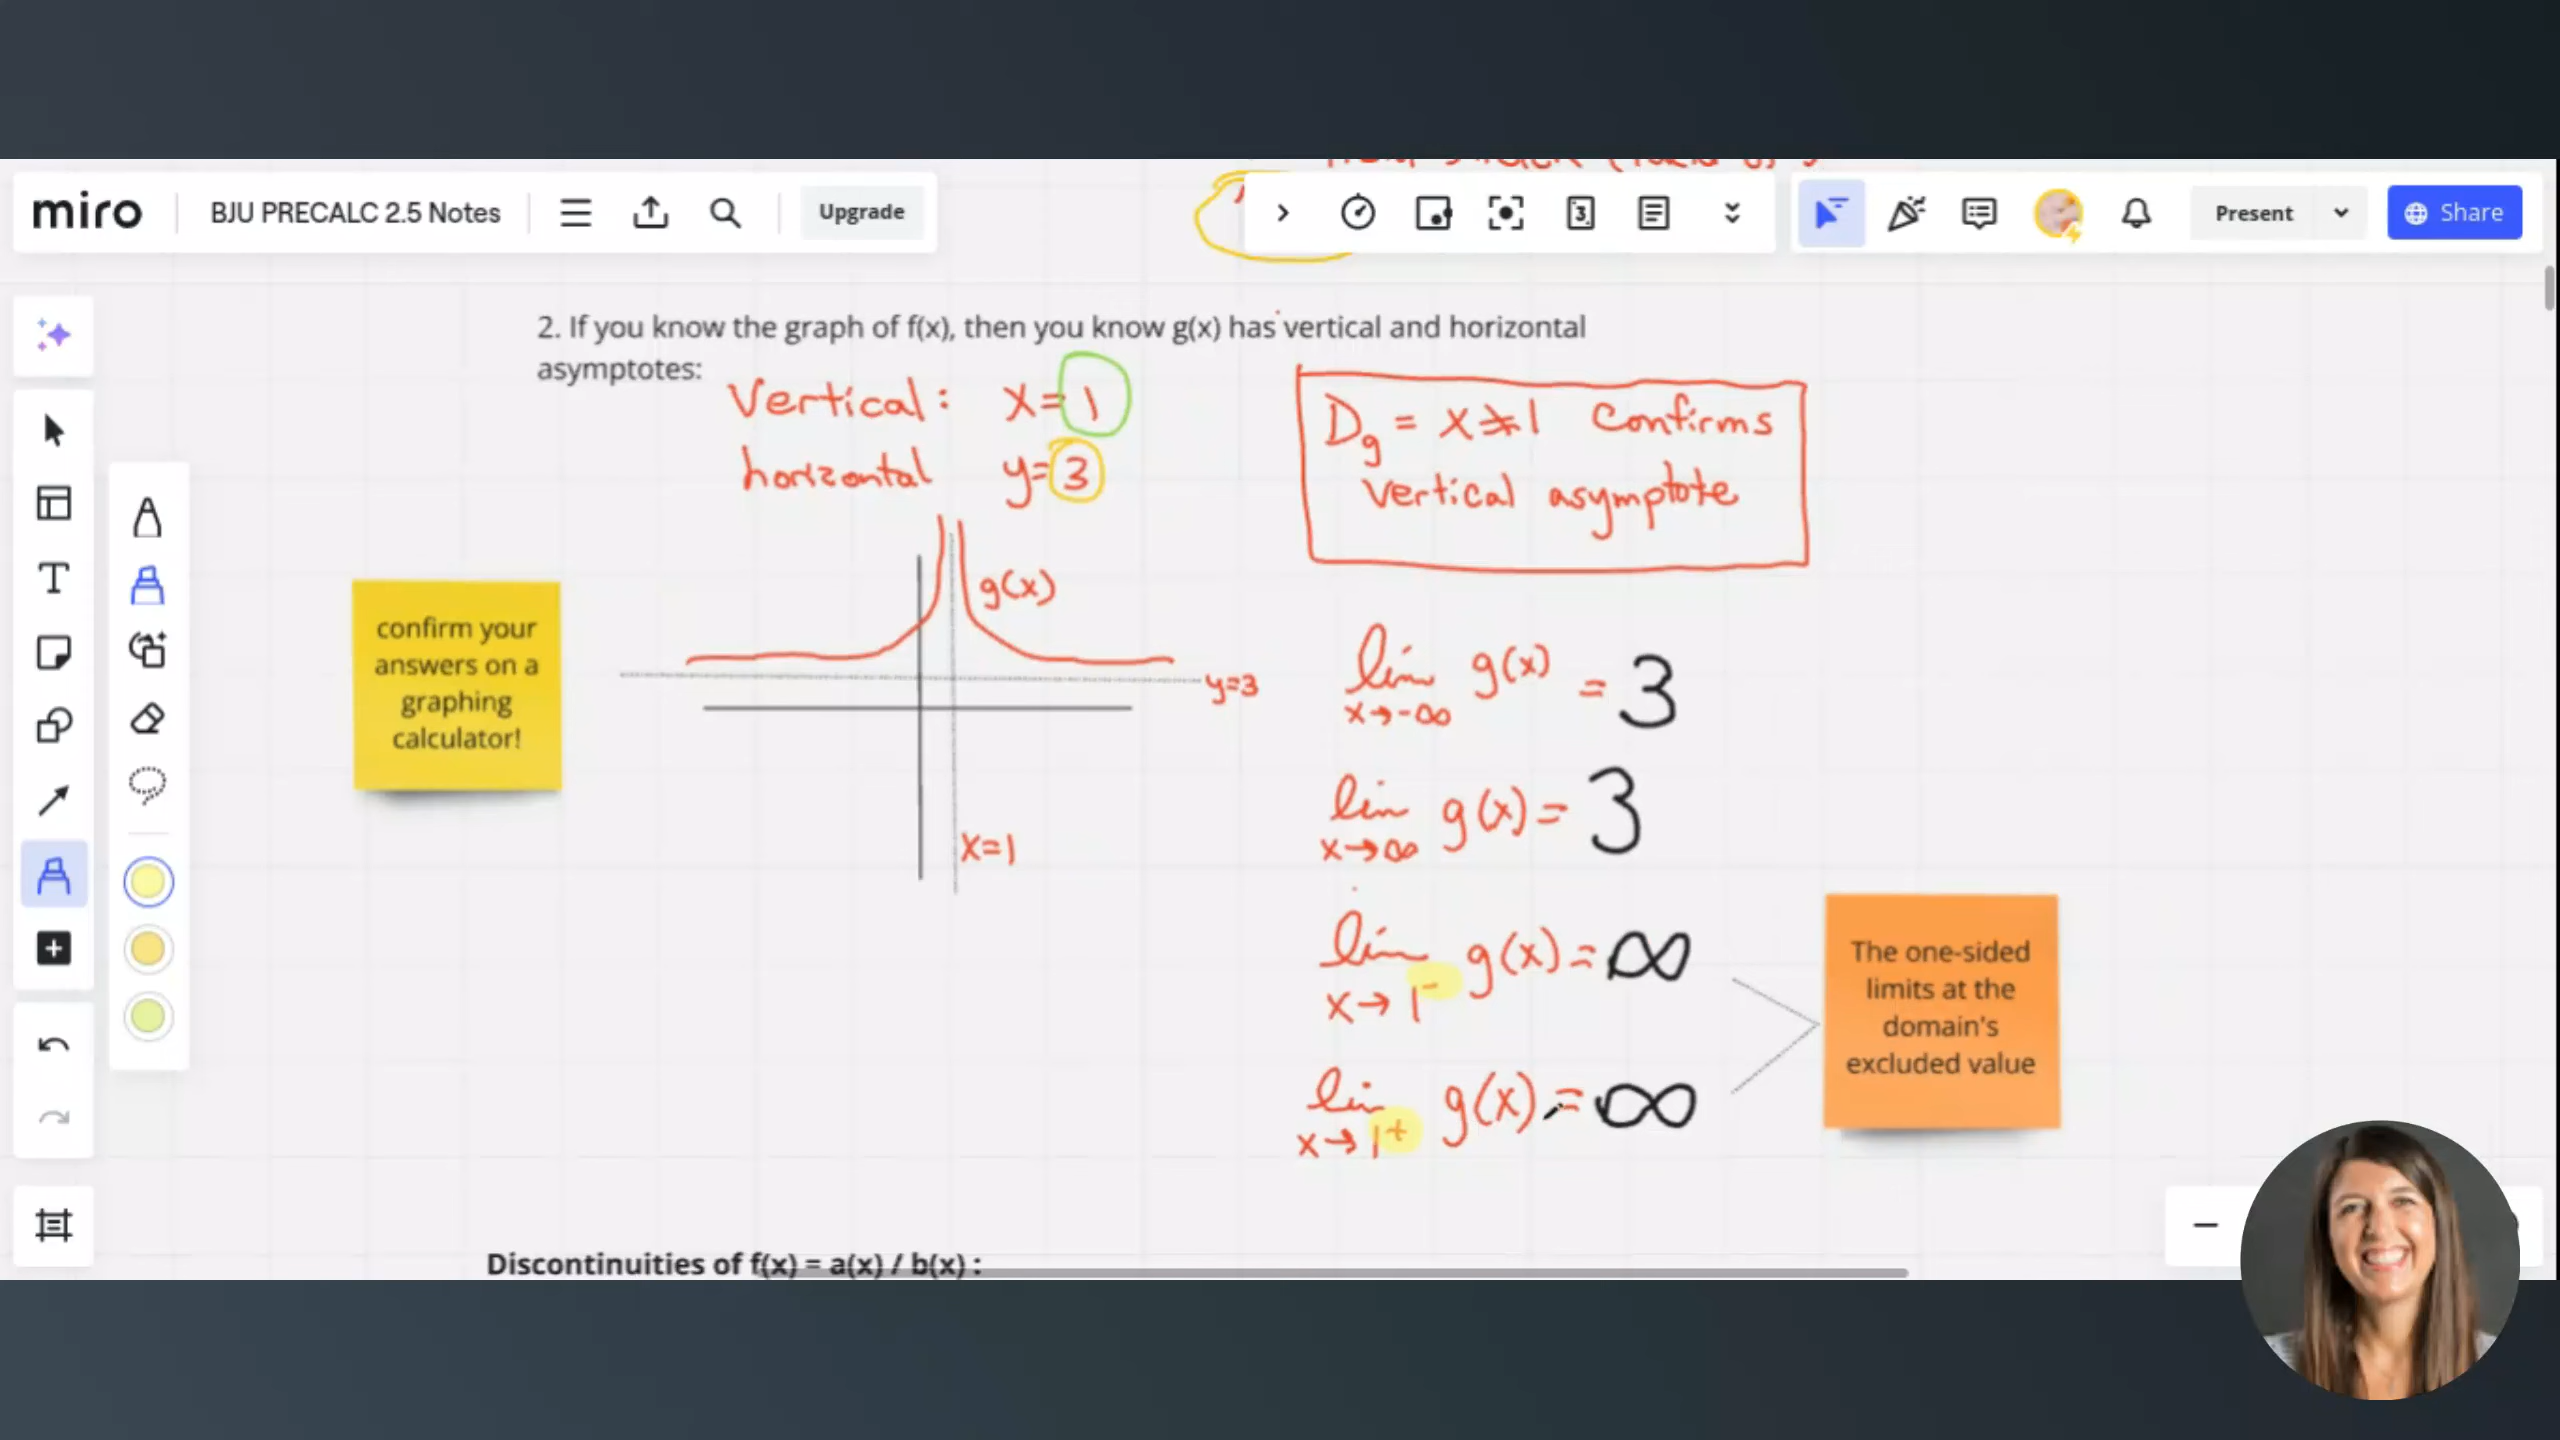 miro
BJU PRECALC 2.5 Notes
Upgrade
3
Present
Share
2. If you know the graph of f(x), then you know g(x) has vertical and horizontal
asymptotes:
Vertical: x=1
horizontal y=3
Dg = x≠1 Confirms
Vertical asymptote
g(x)
y=3
x=1
confirm your
answers on a
graphing
calculator!
lim g(x) = 3
x→-∞
lim g(x) = 3
x→∞
lim g(x) = ∞
x→1⁻
lim g(x) = ∞
x→1⁺
The one-sided
limits at the
domain's
excluded value
Discontinuities of f(x) = a(x) / b(x) :